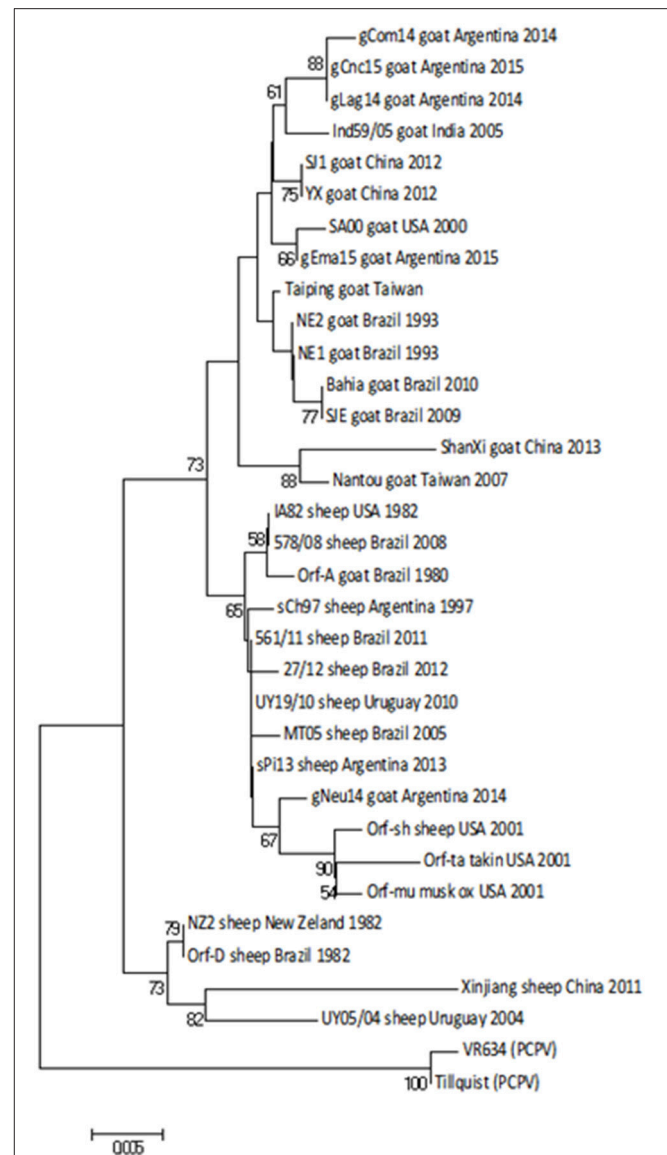 gCom14 goat Argentina 2014
88
gCnc15 goat Argentina 2015
61
gLag14 goat Argentina 2014
Ind59/05 goat India 2005
SJ1 goat China 2012
75
YX goat China 2012
SA00 goat USA 2000
66
gEma15 goat Argentina 2015
Taiping goat Taiwan
NE2 goat Brazil 1993
NE1 goat Brazil 1993
Bahia goat Brazil 2010
77
SJE goat Brazil 2009
ShanXi goat China 2013
73
88
Nantou goat Taiwan 2007
IA82 sheep USA 1982
58
578/08 sheep Brazil 2008
Orf-A goat Brazil 1980
65
sCh97 sheep Argentina 1997
561/11 sheep Brazil 2011
27/12 sheep Brazil 2012
UY19/10 sheep Uruguay 2010
MT05 sheep Brazil 2005
sPi13 sheep Argentina 2013
gNeu14 goat Argentina 2014
67
Orf-sh sheep USA 2001
90
Orf-ta takin USA 2001
54
Orf-mu musk ox USA 2001
79
NZ2 sheep New Zeland 1982
Orf-D sheep Brazil 1982
73
Xinjiang sheep China 2011
82
UY05/04 sheep Uruguay 2004
VR634 (PCPV)
100
Tillquist (PCPV)
0.005